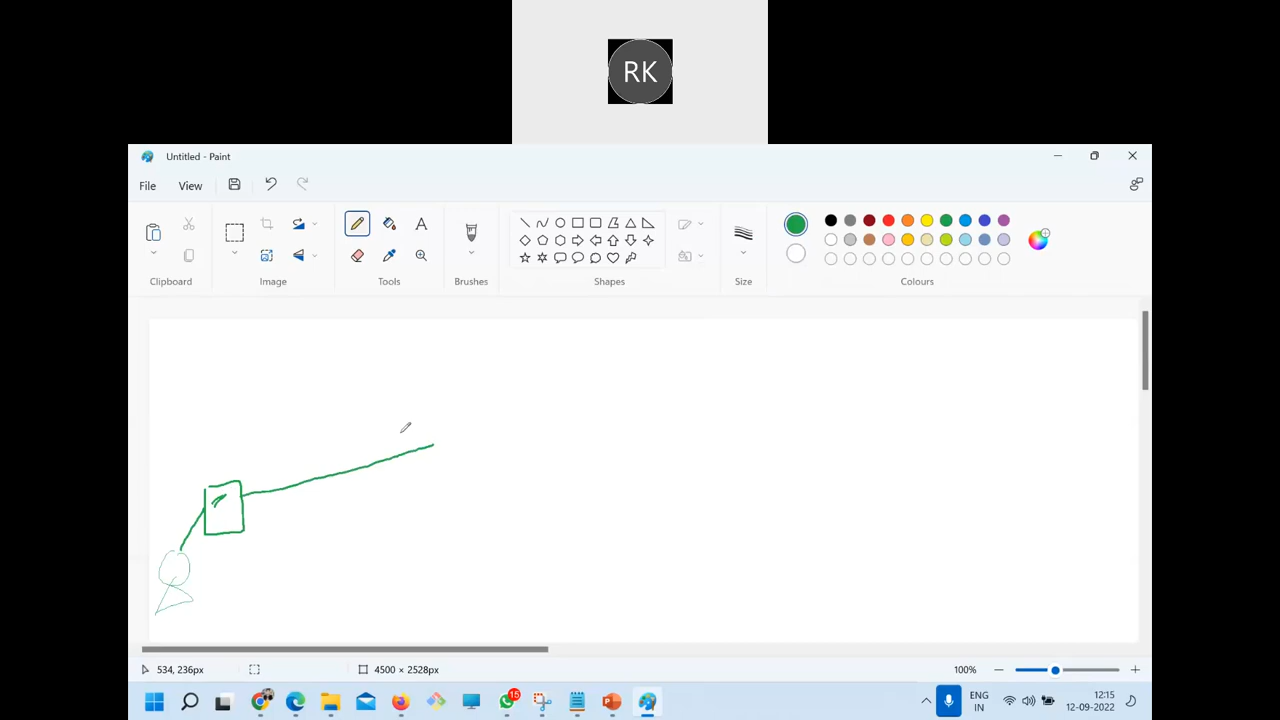 RK
Untitled - Paint
File View
Clipboard Image Tools Brushes Shapes Size Colours
534, 236px 4500 × 2528px 100%
15
ENG
IN
12:15
12-09-2022